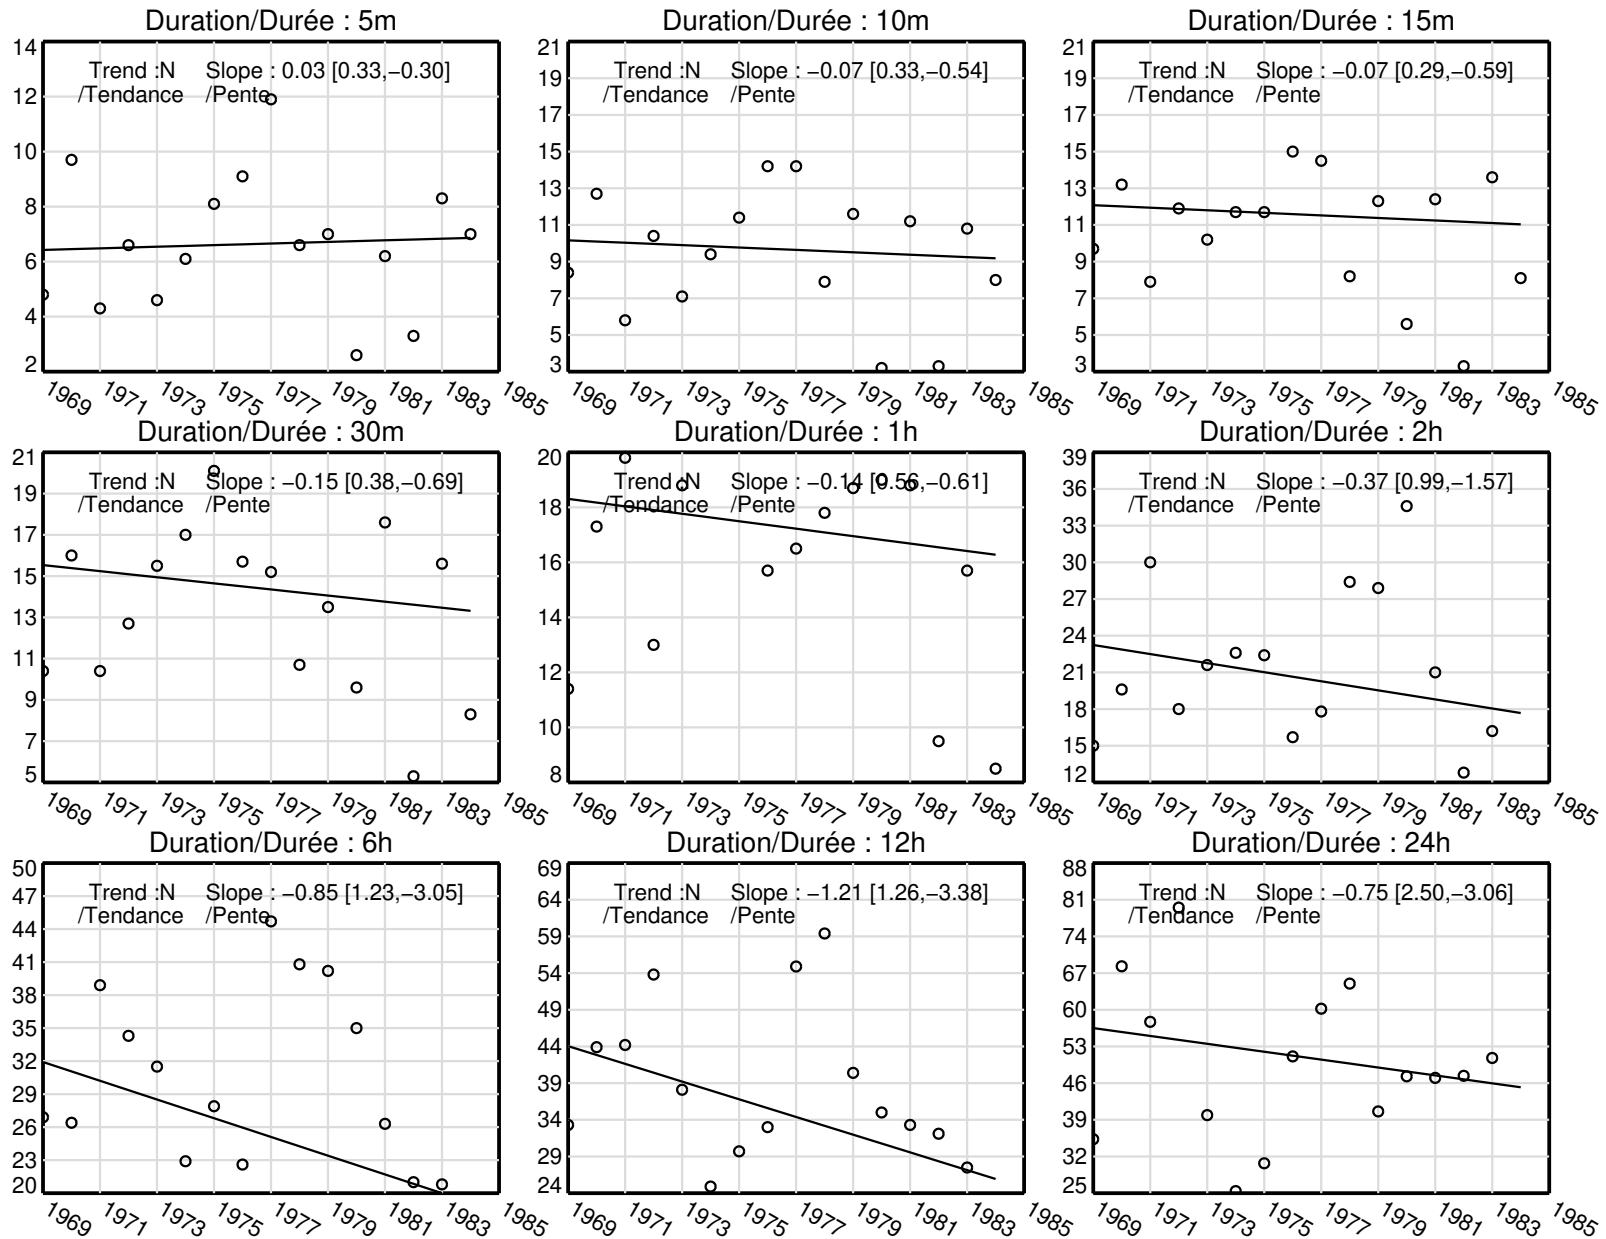 Duration/Durée : 5m
14
12
10
8
6
4
2
Trend :N Slope : 0.03 [0.33,−0.30]
/Tendance /Pente
1969 1971 1973 1975 1977 1979 1981 1983 1985
Duration/Durée : 10m
21
19
17
15
13
11
9
7
5
3
Trend :N Slope : −0.07 [0.33,−0.54]
/Tendance /Pente
1969 1971 1973 1975 1977 1979 1981 1983 1985
Duration/Durée : 15m
21
19
17
15
13
11
9
7
5
3
Trend :N Slope : −0.07 [0.29,−0.59]
/Tendance /Pente
1969 1971 1973 1975 1977 1979 1981 1983 1985
Duration/Durée : 30m
21
19
17
15
13
11
9
7
5
Trend :N Slope : −0.15 [0.38,−0.69]
/Tendance /Pente
1969 1971 1973 1975 1977 1979 1981 1983 1985
Duration/Durée : 1h
20
18
16
14
12
10
8
Trend :N Slope : −0.14 [0.56,−0.61]
/Tendance /Pente
1969 1971 1973 1975 1977 1979 1981 1983 1985
Duration/Durée : 2h
39
36
33
30
27
24
21
18
15
12
Trend :N Slope : −0.37 [0.99,−1.57]
/Tendance /Pente
1969 1971 1973 1975 1977 1979 1981 1983 1985
Duration/Durée : 6h
50
47
44
41
38
35
32
29
26
23
20
Trend :N Slope : −0.85 [1.23,−3.05]
/Tendance /Pente
1969 1971 1973 1975 1977 1979 1981 1983 1985
Duration/Durée : 12h
69
64
59
54
49
44
39
34
29
24
Trend :N Slope : −1.21 [1.26,−3.38]
/Tendance /Pente
1969 1971 1973 1975 1977 1979 1981 1983 1985
Duration/Durée : 24h
88
81
74
67
60
53
46
39
32
25
Trend :N Slope : −0.75 [2.50,−3.06]
/Tendance /Pente
1969 1971 1973 1975 1977 1979 1981 1983 1985